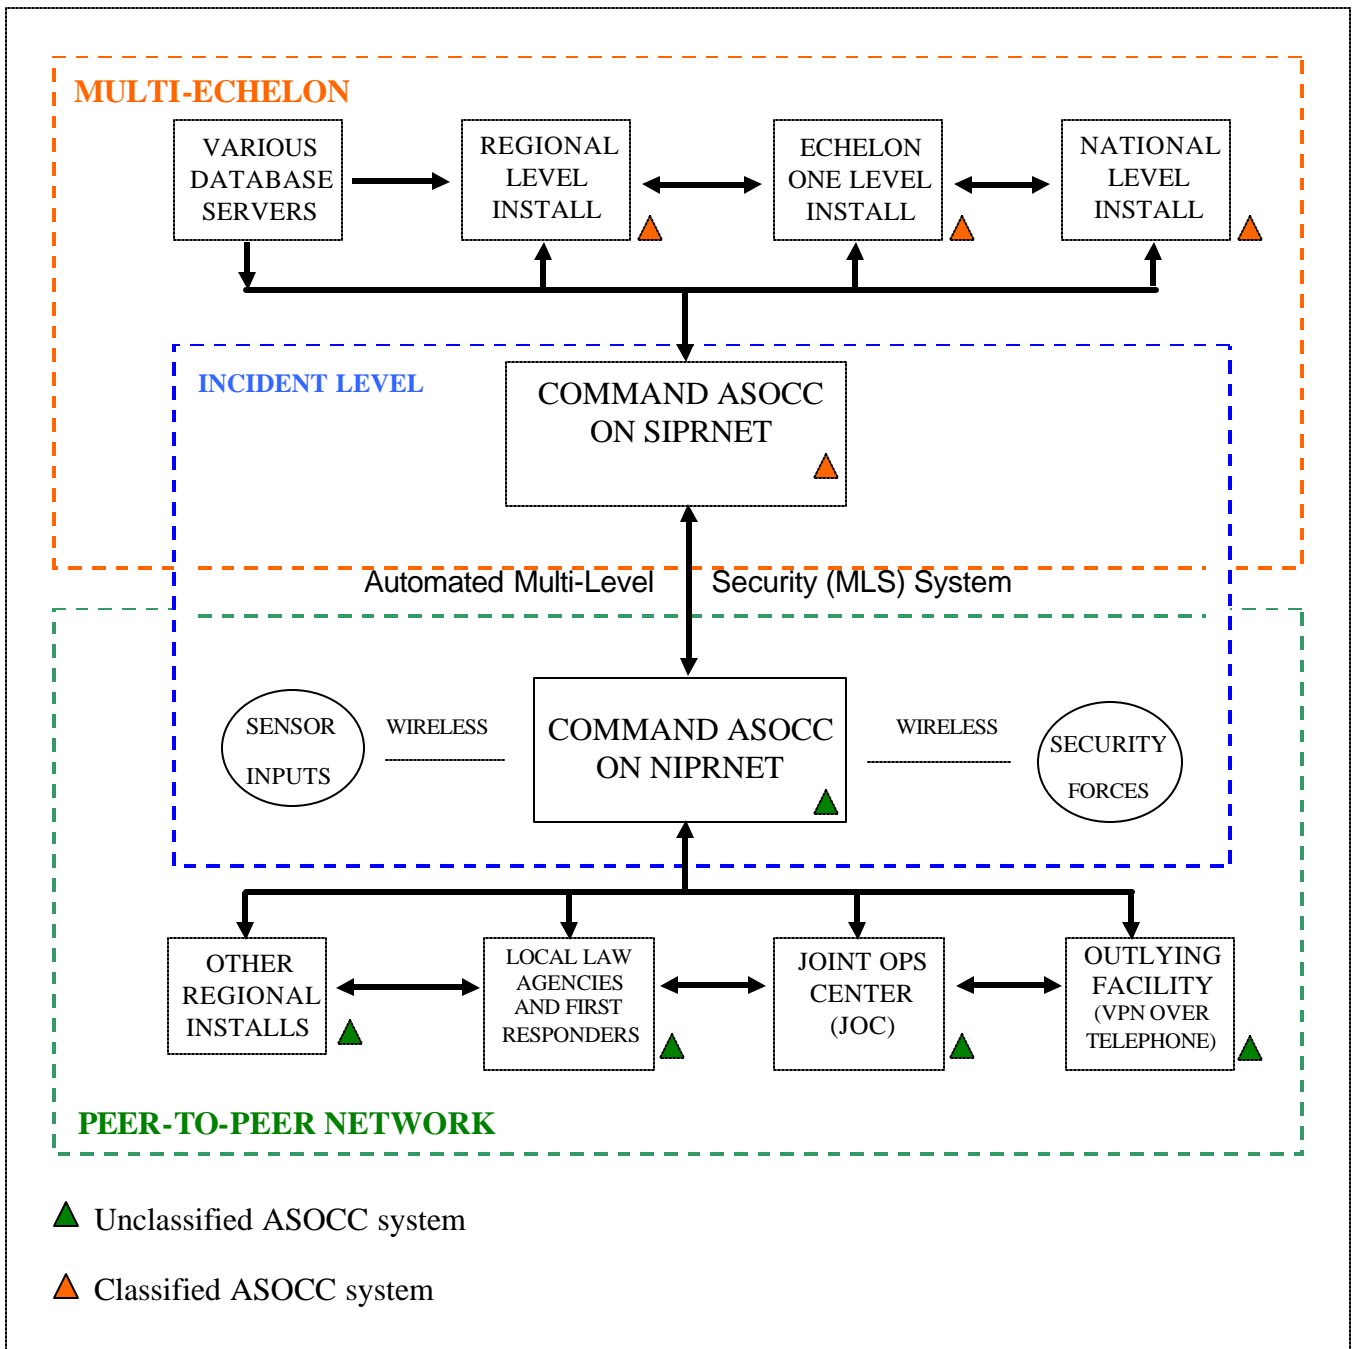 MULTI-ECHELON
VARIOUS
DATABASE
SERVERS
REGIONAL
LEVEL
INSTALL
ECHELON
ONE LEVEL
INSTALL
NATIONAL
LEVEL
INSTALL
INCIDENT LEVEL
COMMAND ASOCC
ON SIPRNET
Automated Multi-Level Security (MLS) System
SENSOR
INPUTS
WIRELESS
COMMAND ASOCC
ON NIPRNET
WIRELESS
SECURITY
FORCES
OTHER
REGIONAL
INSTALLS
LOCAL LAW
AGENCIES
AND FIRST
RESPONDERS
JOINT OPS
CENTER
(JOC)
OUTLYING
FACILITY
(VPN OVER
TELEPHONE)
PEER-TO-PEER NETWORK
Unclassified ASOCC system
Classified ASOCC system